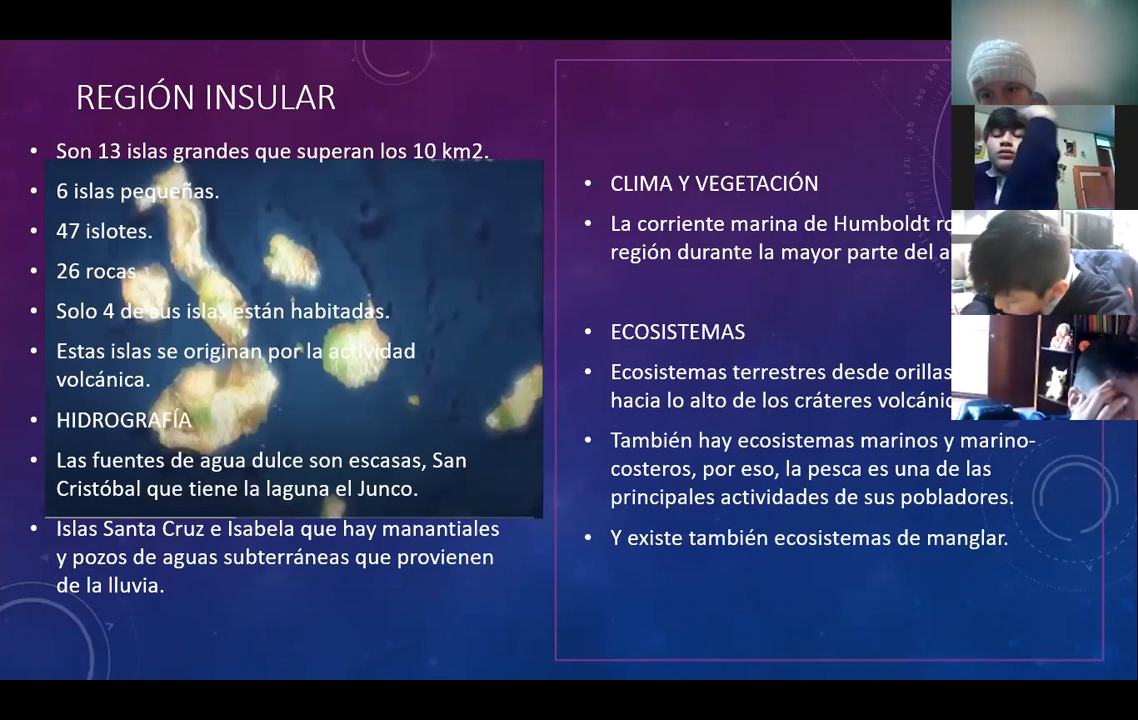 REGIÓN INSULAR
• Son 13 islas grandes que superan los 10 km2.
• 6 islas pequeñas.
• 47 islotes.
• 26 rocas
• Solo 4 de sus islas están habitadas.
• Estas islas se originan por la actividad
volcánica.
• HIDROGRAFÍA
• Las fuentes de agua dulce son escasas, San
Cristóbal que tiene la laguna el Junco.
• Islas Santa Cruz e Isabela que hay manantiales
y pozos de aguas subterráneas que provienen
de la lluvia.
• CLIMA Y VEGETACIÓN
• La corriente marina de Humboldt
región durante la mayor parte del
• ECOSISTEMAS
• Ecosistemas terrestres desde orillas
hacia lo alto de los cráteres
• También hay ecosistemas marinos y marino-
costeros, por eso, la pesca es una de las
principales actividades de sus pobladores.
• Y existe también ecosistemas de manglar.